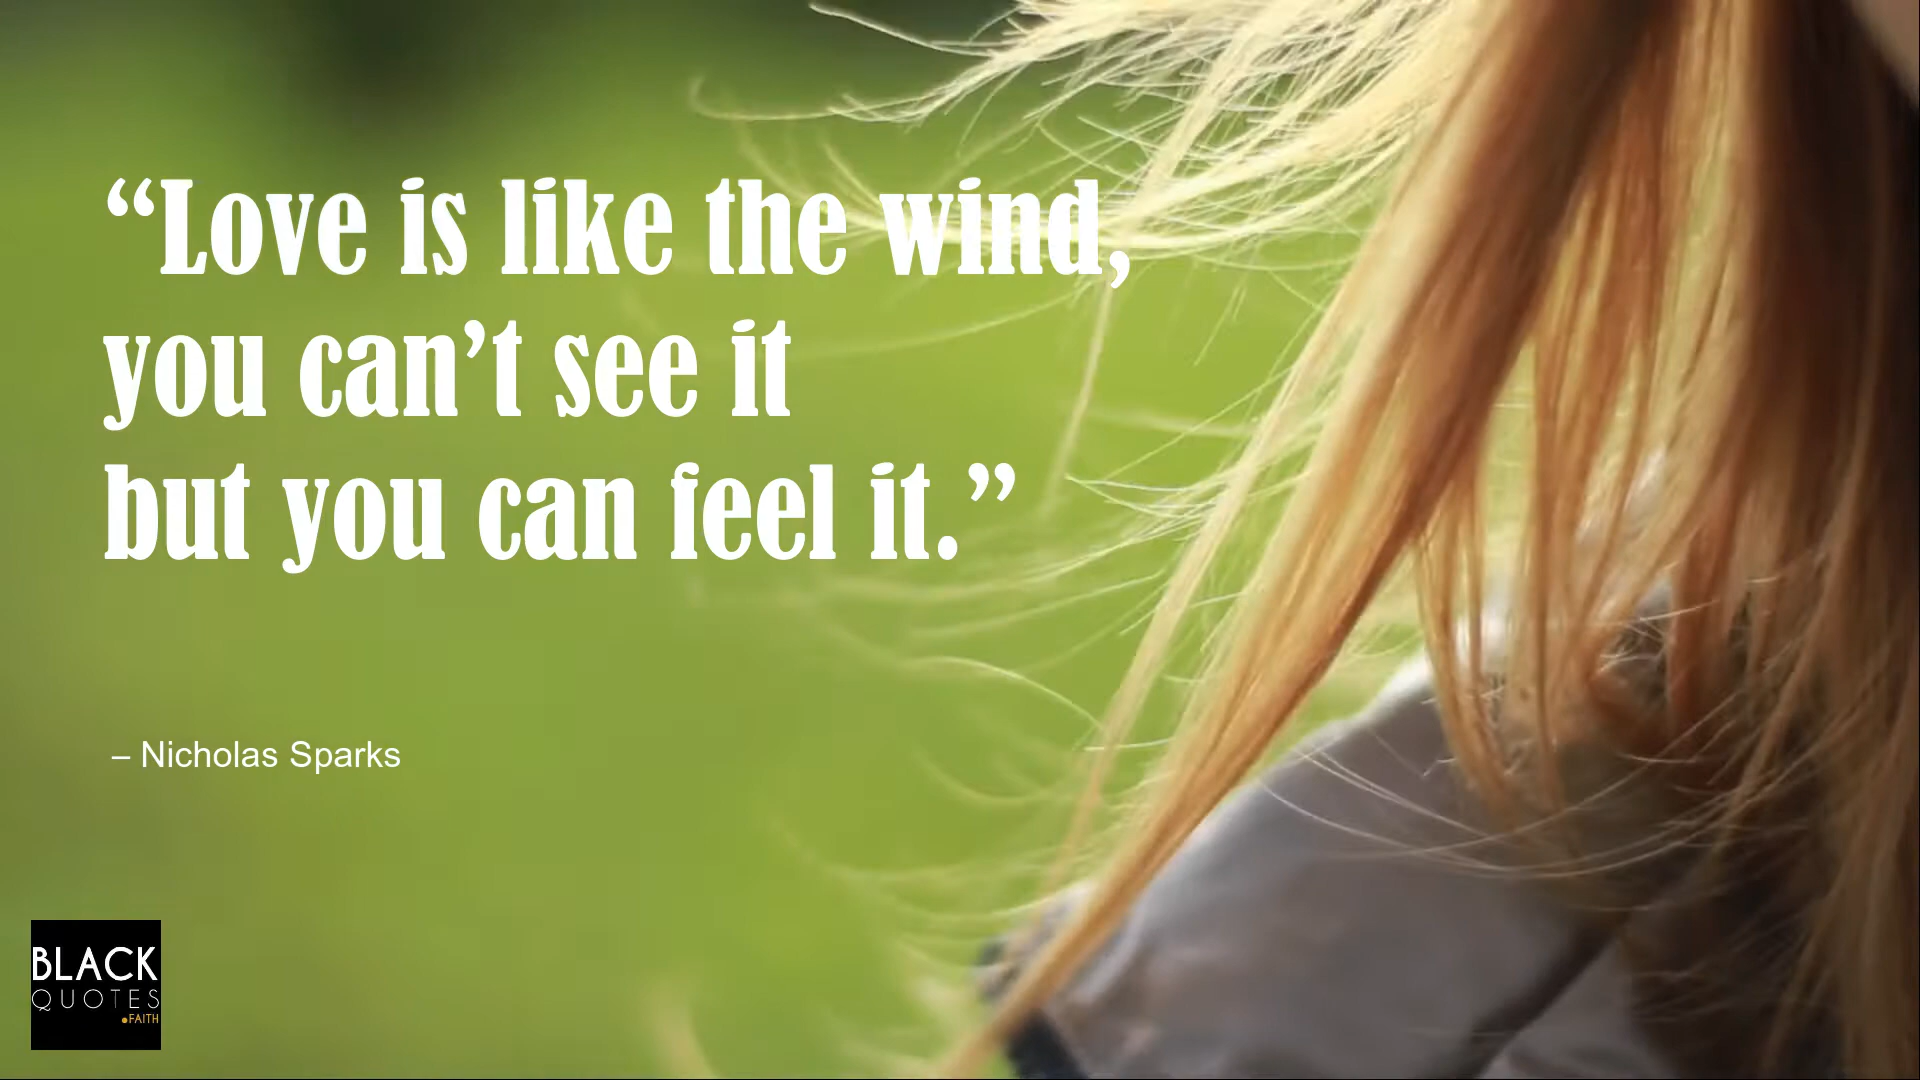 “Love is like the wind,
you can’t see it
but you can feel it.”
– Nicholas Sparks
BLACK
QUOTES
.FAITH